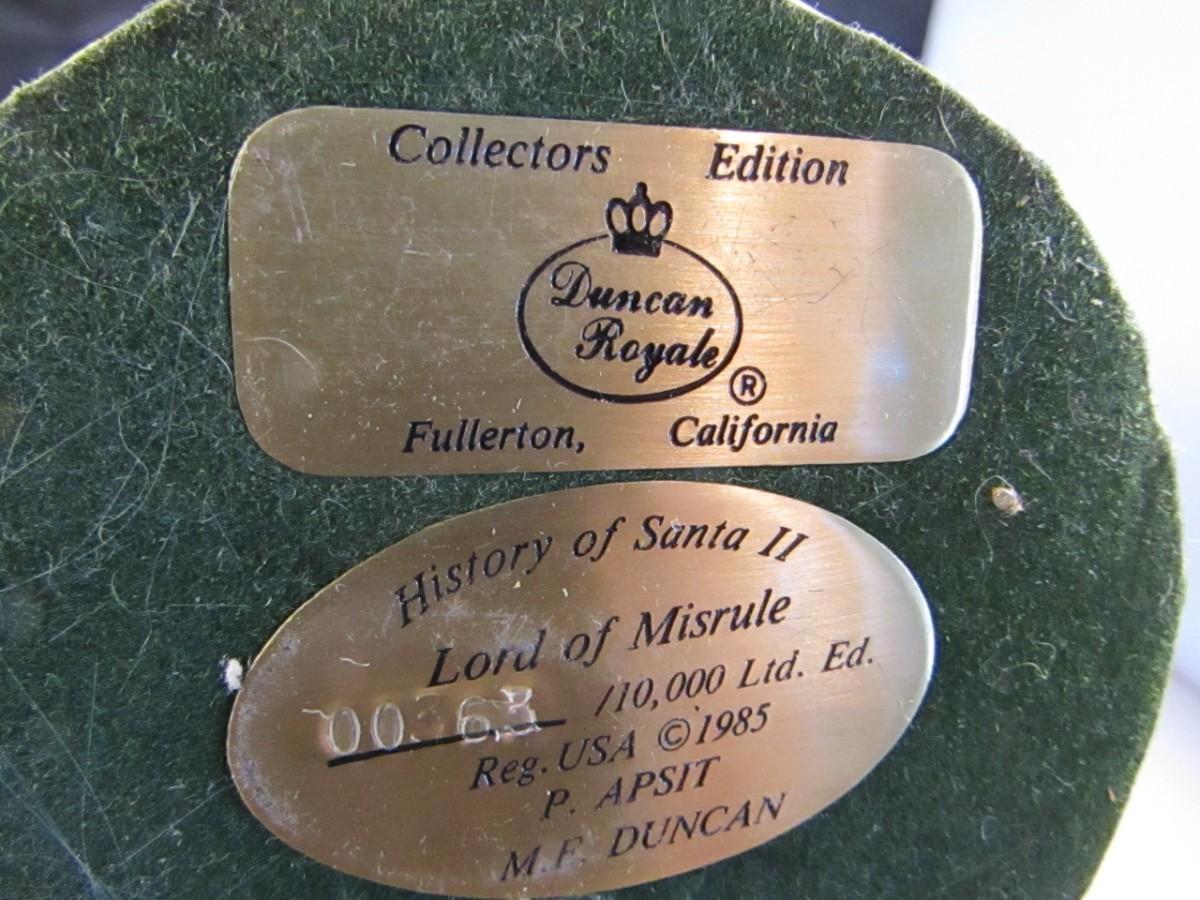 Collectors Edition
Duncan
Royale
®
Fullerton, California
History of Santa II
Lord of Misrule
/10,000 Ltd. Ed.
Reg. USA ©1985
P. APSIT
M.F. DUNCAN